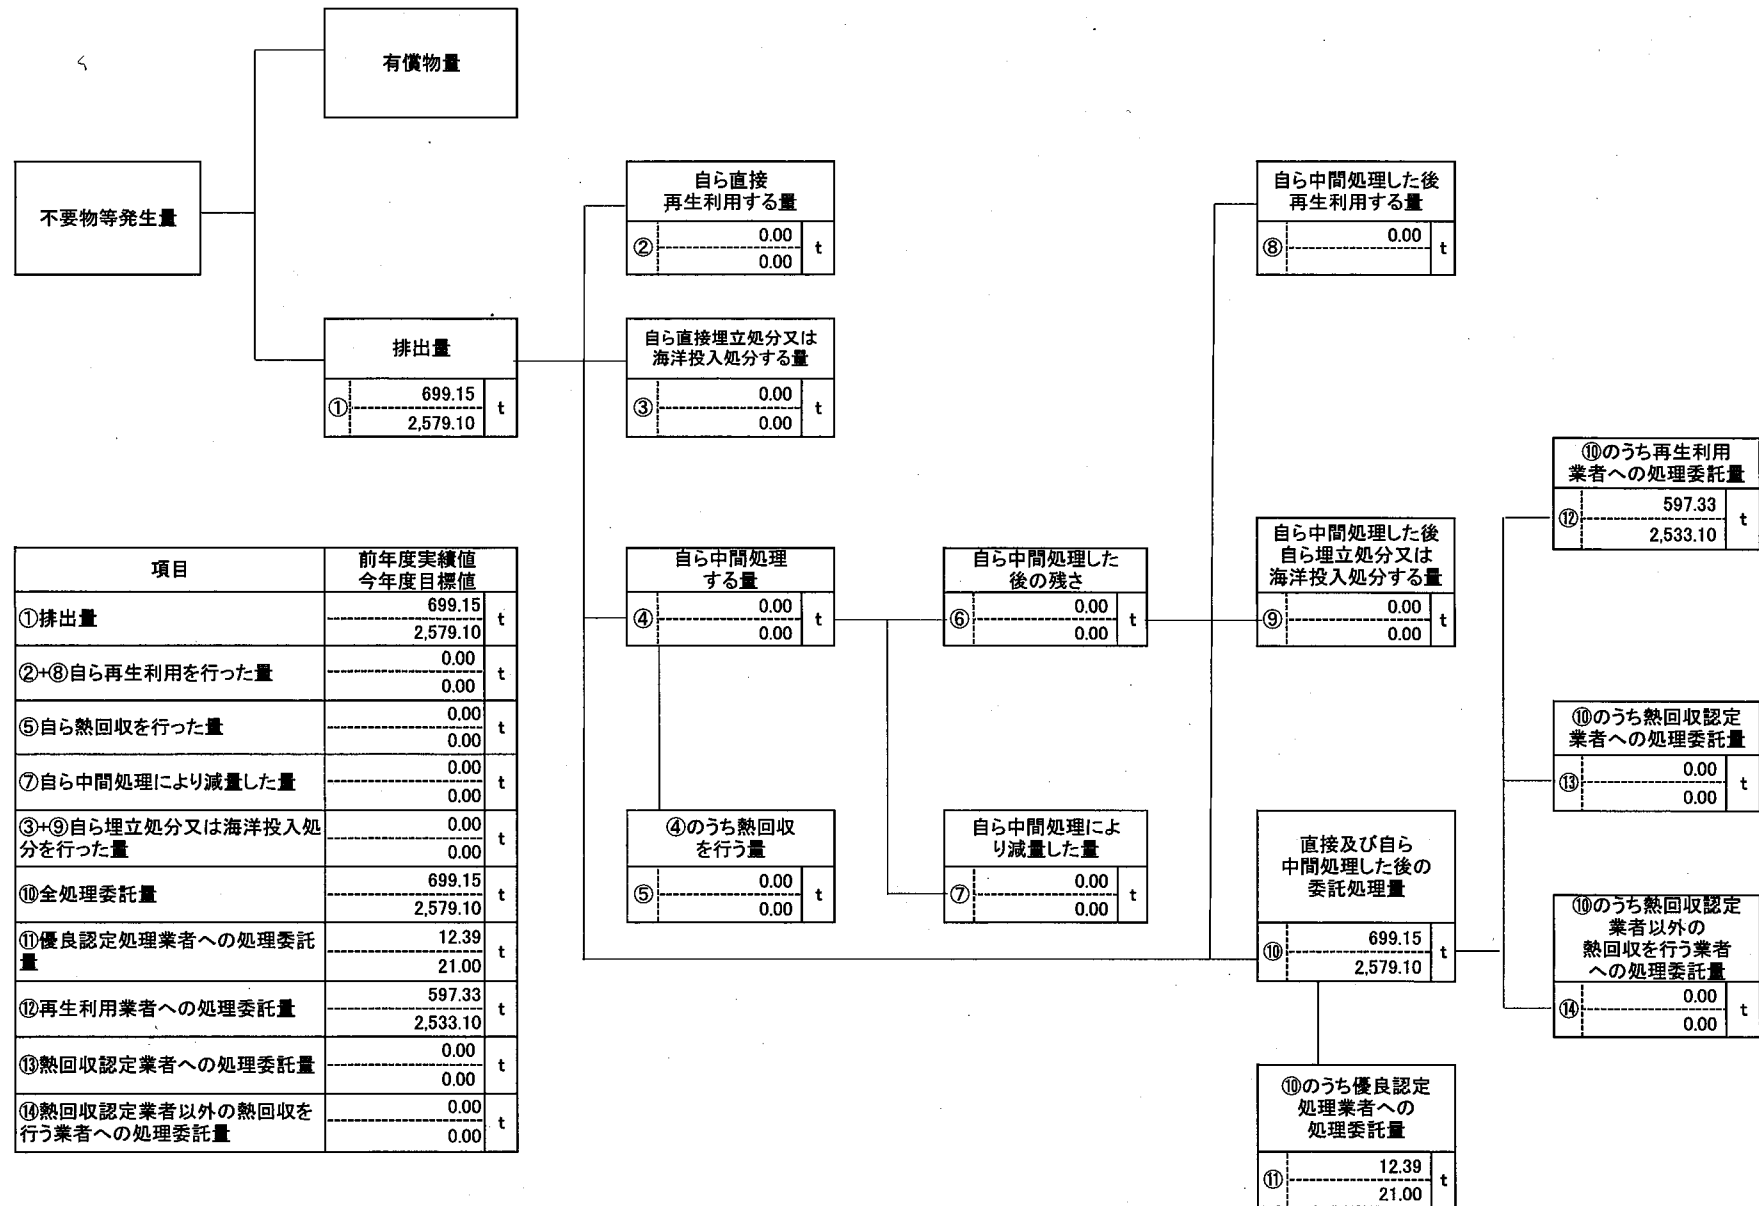 有償物量
不要物等発生量
排出量
①
699.15
2,579.10
t
自ら直接
再生利用する量
②
0.00
0.00
t
自ら直接埋立処分又は
海洋投入処分する量
③
0.00
0.00
t
自ら中間処理
する量
④
0.00
0.00
t
④のうち熱回収
を行う量
⑤
0.00
0.00
t
自ら中間処理した
後の残さ
⑥
0.00
0.00
t
自ら中間処理によ
り減量した量
⑦
0.00
0.00
t
自ら中間処理した後
再生利用する量
⑧
0.00
t
自ら中間処理した後
自ら埋立処分又は
海洋投入処分する量
⑨
0.00
0.00
t
直接及び自ら
中間処理した後の
委託処理量
⑩
699.15
2,579.10
t
⑩のうち優良認定
処理業者への
処理委託量
⑪
12.39
21.00
t
⑩のうち再生利用
業者への処理委託量
⑫
597.33
2,533.10
t
⑩のうち熱回収認定
業者への処理委託量
⑬
0.00
0.00
t
⑩のうち熱回収認定
業者以外の
熱回収を行う業者
への処理委託量
⑭
0.00
0.00
t
項目
前年度実績値
今年度目標値
①排出量
699.15
2,579.10
t
②+⑧自ら再生利用を行った量
0.00
0.00
t
⑤自ら熱回収を行った量
0.00
0.00
t
⑦自ら中間処理により減量した量
0.00
0.00
t
③+⑨自ら埋立処分又は海洋投入処
分を行った量
0.00
0.00
t
⑩全処理委託量
699.15
2,579.10
t
⑪優良認定処理業者への処理委託
量
12.39
21.00
t
⑫再生利用業者への処理委託量
597.33
2,533.10
t
⑬熱回収認定業者への処理委託量
0.00
0.00
t
⑭熱回収認定業者以外の熱回収を
行う業者への処理委託量
0.00
0.00
t